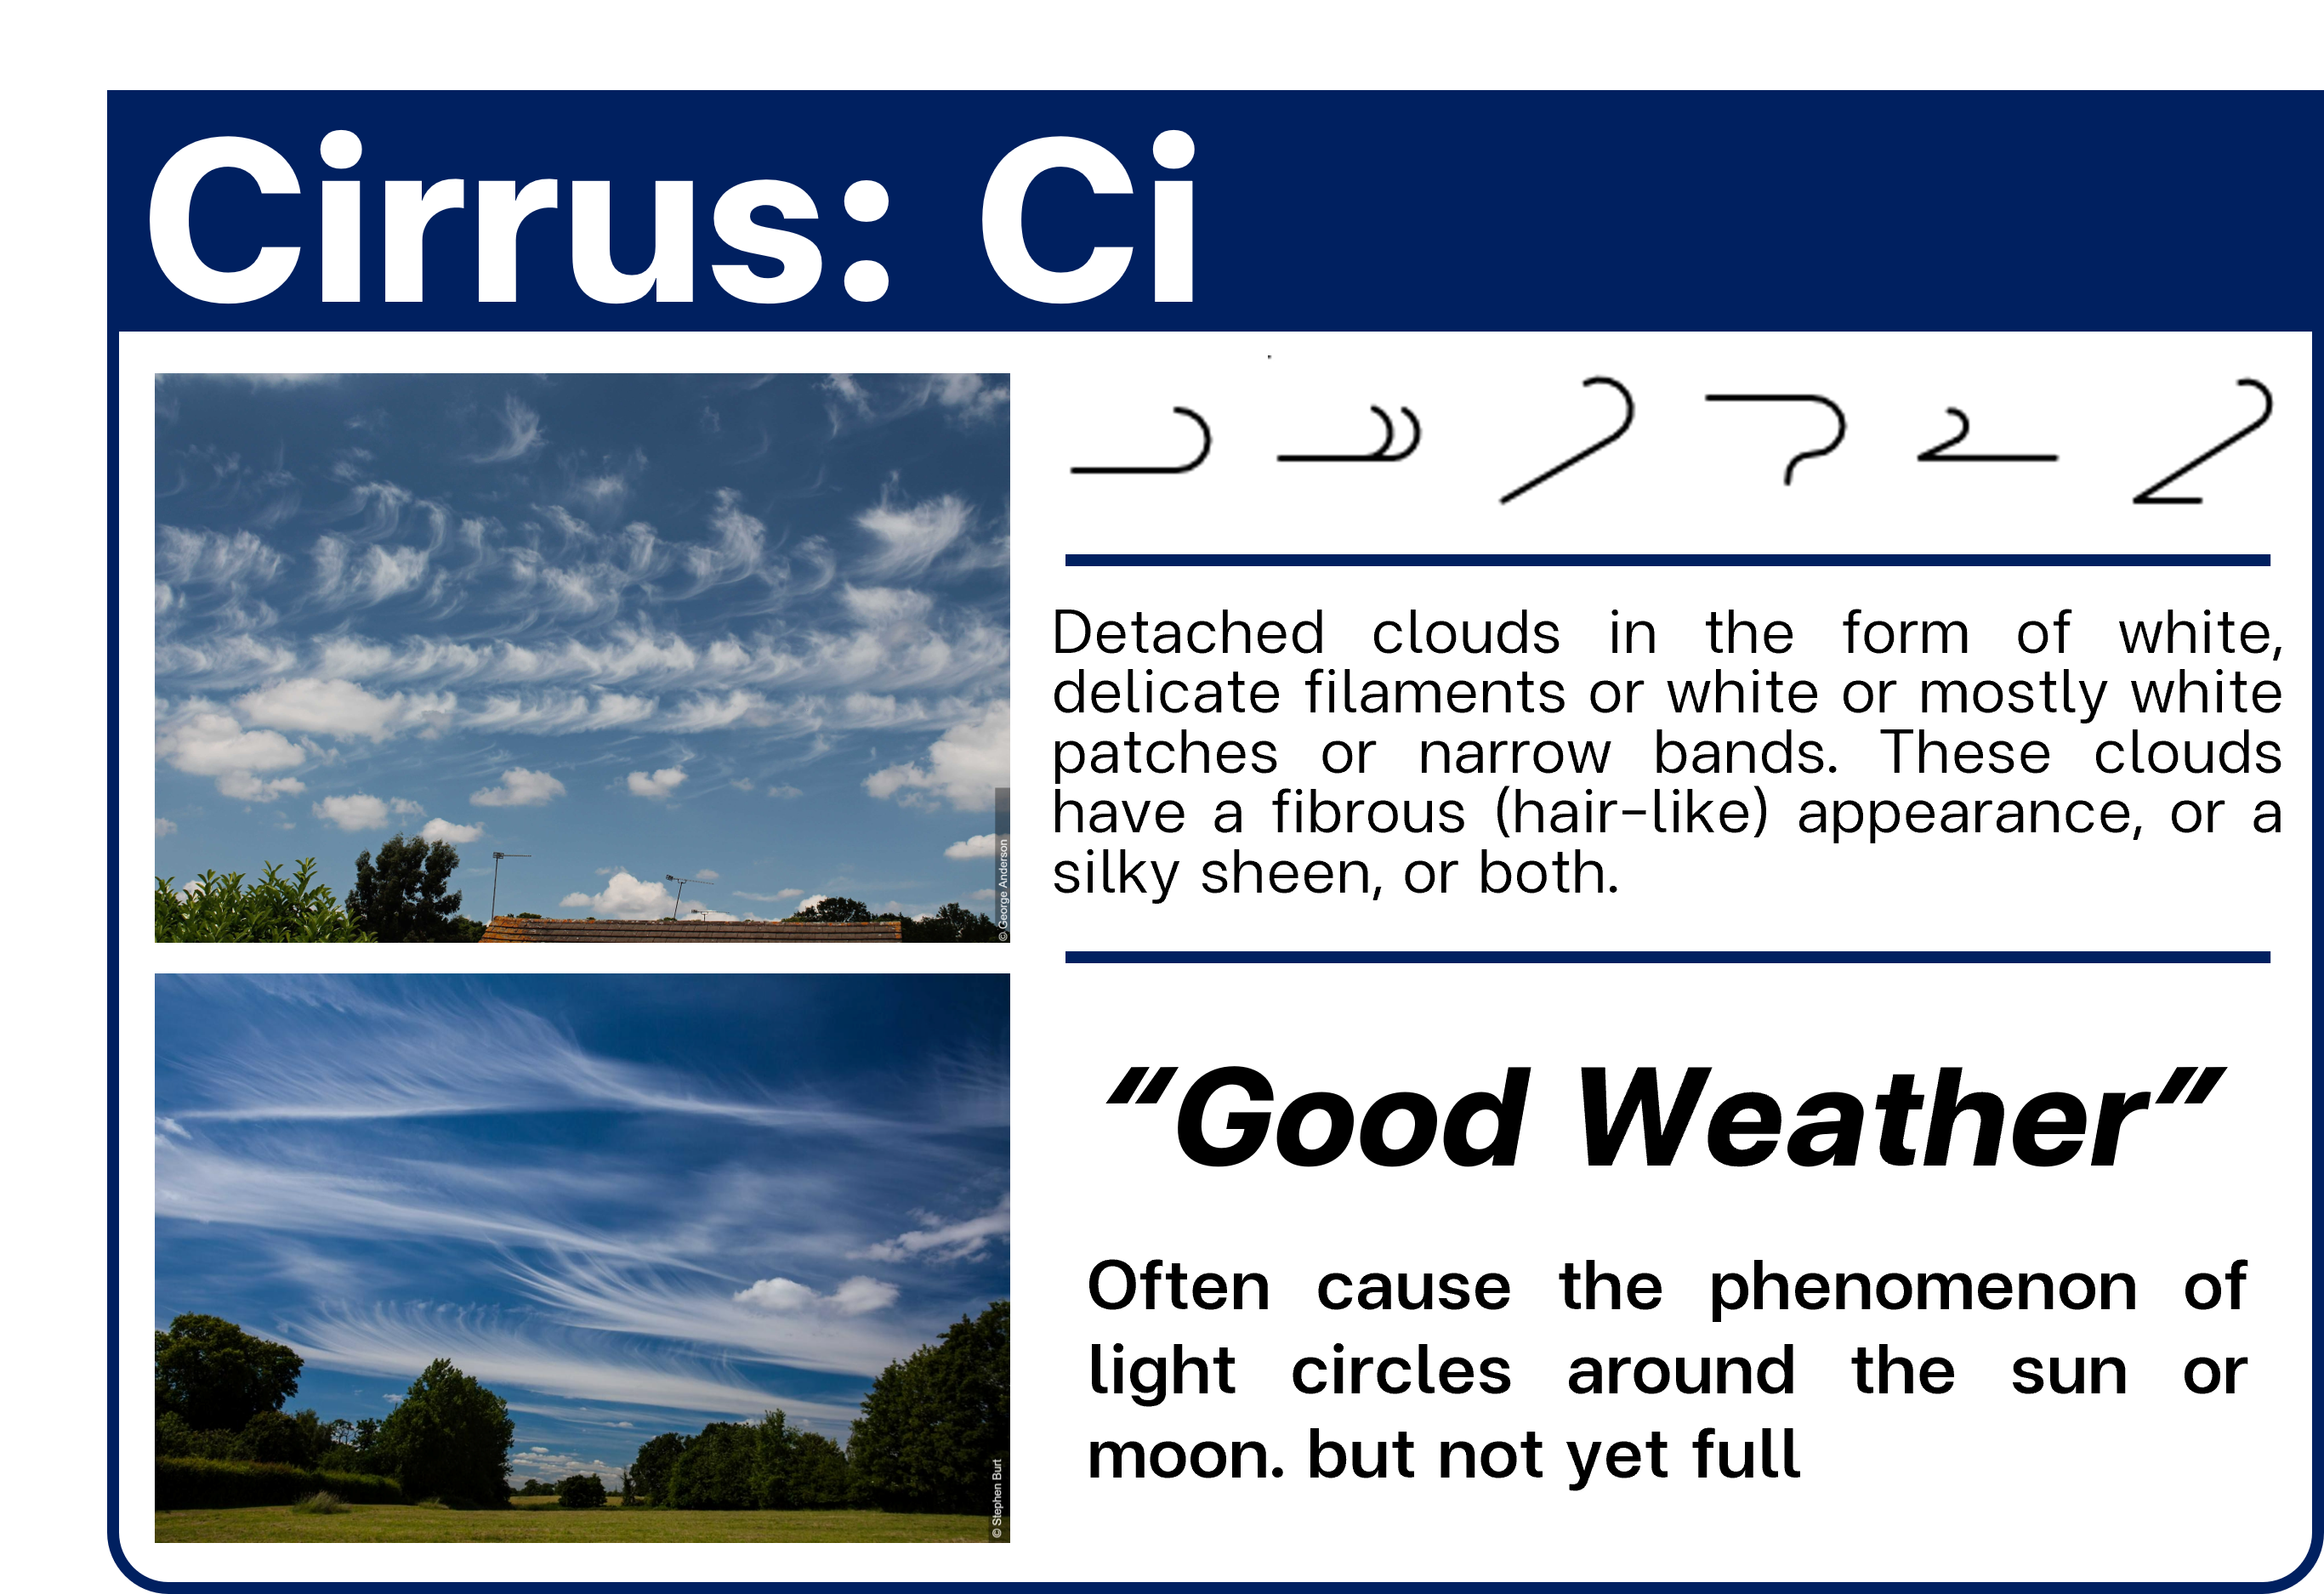 Cirrus: Ci
© George Anderson
© Stephen Burt
Detached clouds in the form of white,
delicate filaments or white or mostly white
patches or narrow bands. These clouds
have a fibrous (hair-like) appearance, or a
silky sheen, or both.
"Good Weather"
Often cause the phenomenon of
light circles around the sun or
moon. but not yet full